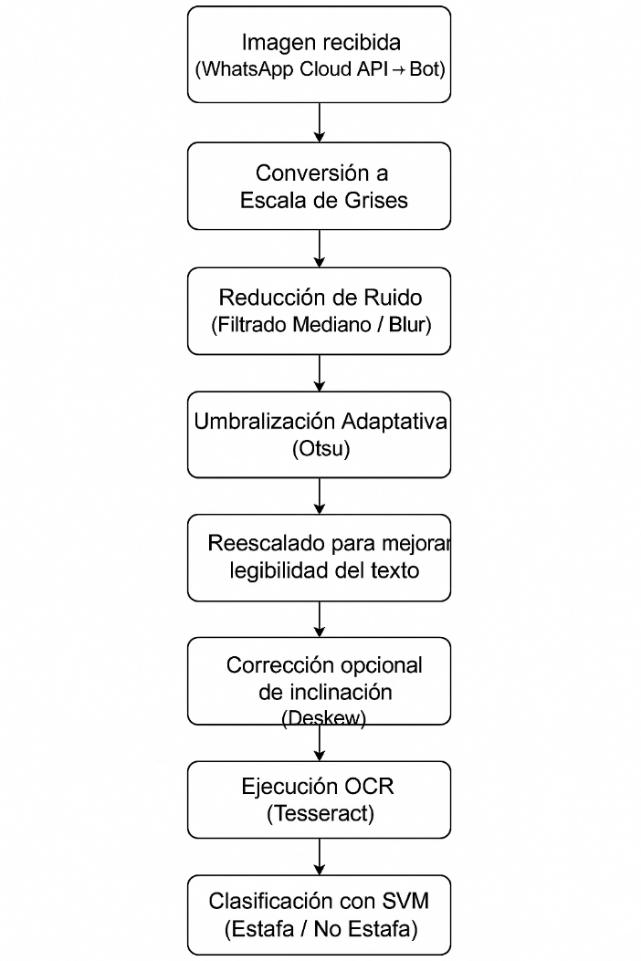 Imagen recibida
(WhatsApp Cloud API → Bot)
Conversión a
Escala de Grises
Reducción de Ruido
(Filtrado Mediano / Blur)
Umbralización Adaptativa
(Otsu)
Reescalado para mejorar
legibilidad del texto
Corrección opcional
de inclinación
(Deskew)
Ejecución OCR
(Tesseract)
Clasificación con SVM
(Estafa / No Estafa)